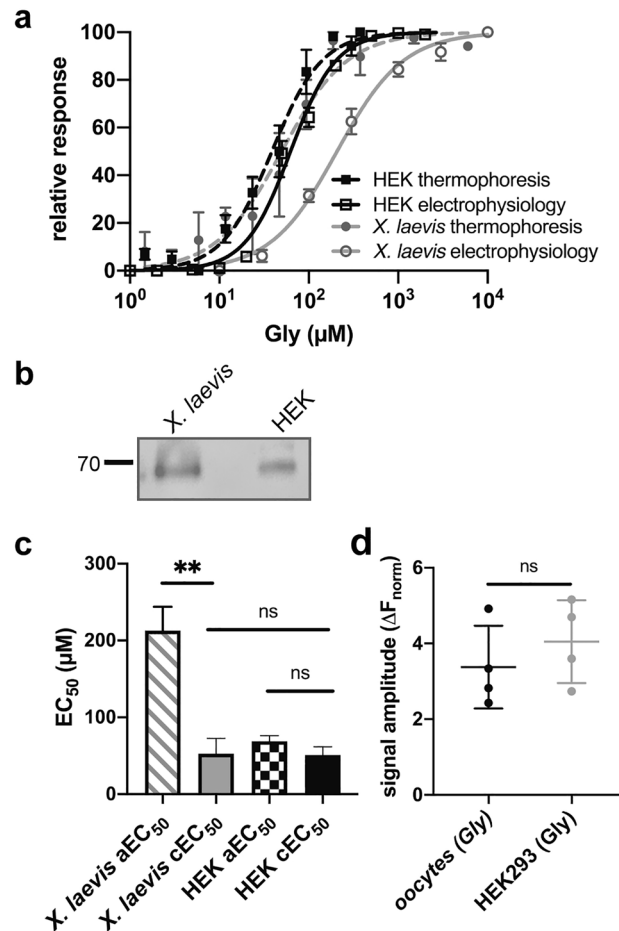 a
relative response
100
80
60
40
20
0
HEK thermophoresis
HEK electrophysiology
X. laevis thermophoresis
X. laevis electrophysiology
10⁰ 10¹ 10² 10³ 10⁴
Gly (µM)
b
X. laevis HEK
70
c
EC₅₀ (µM)
300
200
100
0
**
ns
ns
X. laevis aEC₅₀
X. laevis cEC₅₀
HEK aEC₅₀
HEK cEC₅₀
d
signal amplitude (ΔFnorm)
6
4
2
0
ns
oocytes (Gly)
HEK293 (Gly)